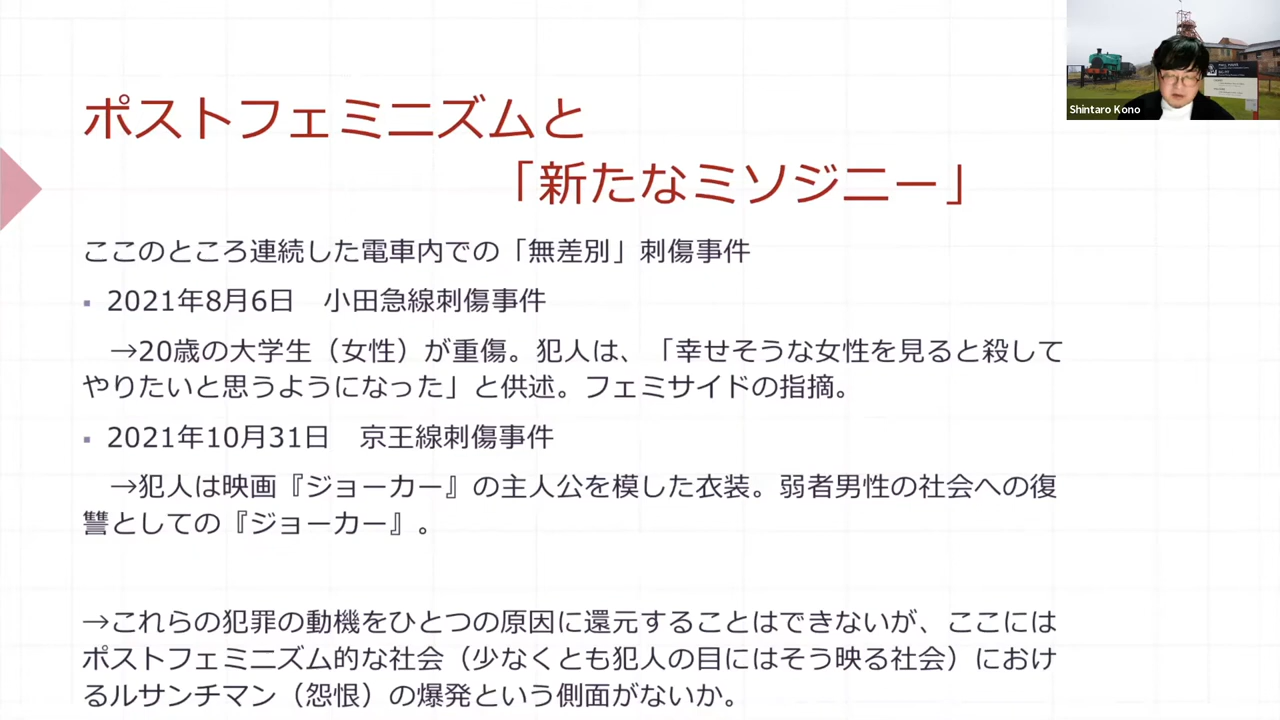 ポストフェミニズムと
「新たなミソジニー」
Shintaro Kono
ここのところ連続した電車内での「無差別」刺傷事件
▪ 2021年8月6日　小田急線刺傷事件
→20歳の大学生（女性）が重傷。犯人は、「幸せそうな女性を見ると殺して
やりたいと思うようになった」と供述。フェミサイドの指摘。
▪ 2021年10月31日　京王線刺傷事件
→犯人は映画『ジョーカー』の主人公を模した衣装。弱者男性の社会への復
讐としての『ジョーカー』。
→これらの犯罪の動機をひとつの原因に還元することはできないが、ここには
ポストフェミニズム的な社会（少なくとも犯人の目にはそう映る社会）におけ
るルサンチマン（怨恨）の爆発という側面がないか。